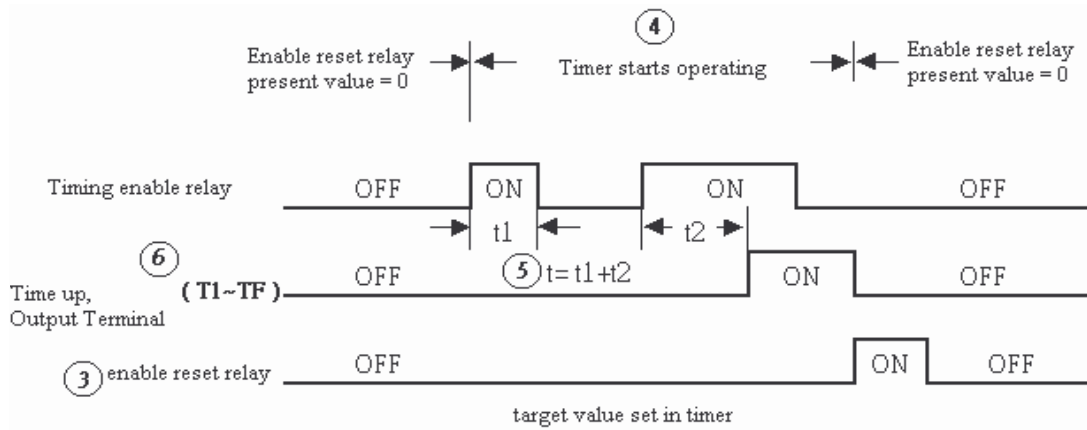 4
Enable reset relay
present value = 0
Timer starts operating
Enable reset relay
present value = 0
Timing enable relay
OFF
ON
ON
OFF
t1
t2
6
(T1~TF)
Time up,
Output Terminal
OFF
5 t= t1+t2
ON
OFF
3 enable reset relay
OFF
ON
OFF
target value set in timer